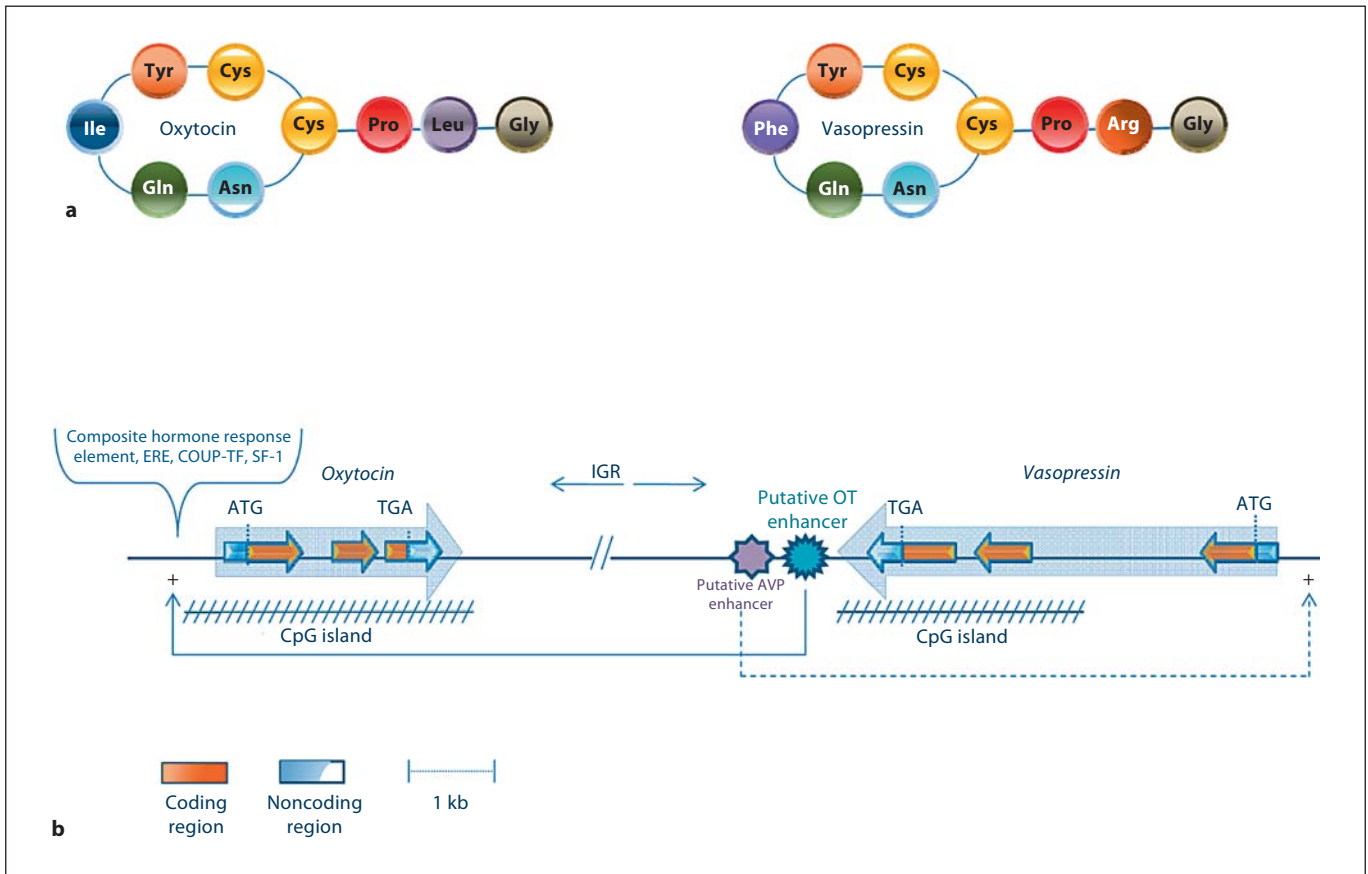 Tyr Cys
Ile Oxytocin Cys Pro Leu Gly
Gln Asn
Tyr Cys
Phe Vasopressin Cys Pro Arg Gly
Gln Asn
a
Composite hormone response
element, ERE, COUP-TF, SF-1
Oxytocin
IGR
Vasopressin
ATG
TGA
Putative OT
enhancer
TGA
ATG
+
Putative AVP
enhancer
+
CpG island
CpG island
Coding
region
Noncoding
region
1 kb
b